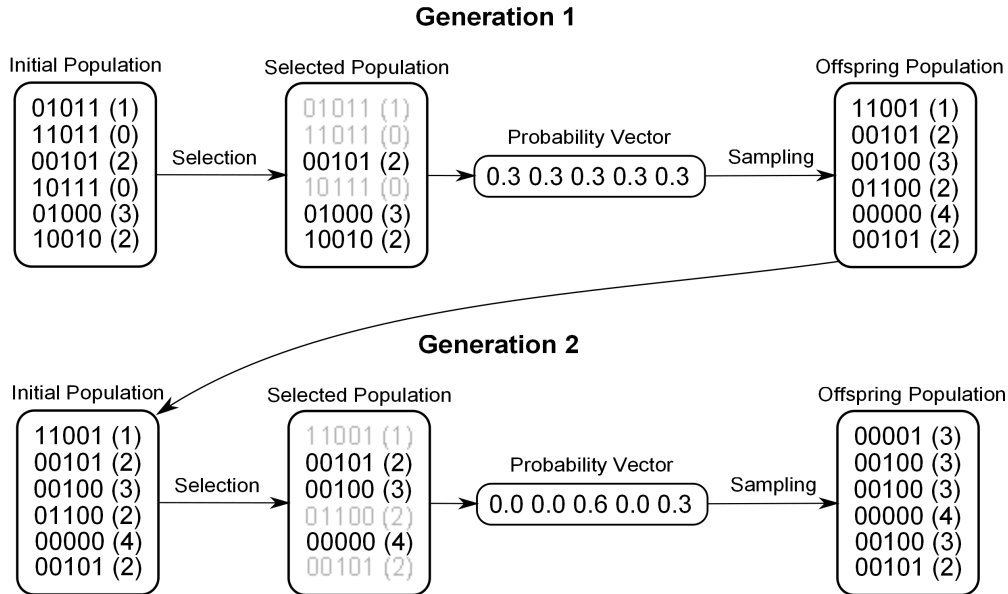 Generation 1
Initial Population
01011 (1)
11011 (0)
00101 (2)
10111 (0)
01000 (3)
10010 (2)
Selection
Selected Population
01011 (1)
11011 (0)
00101 (2)
10111 (0)
01000 (3)
10010 (2)
Probability Vector
0.3 0.3 0.3 0.3 0.3
Sampling
Offspring Population
11001 (1)
00101 (2)
00100 (3)
01100 (2)
00000 (4)
00101 (2)
Generation 2
Initial Population
11001 (1)
00101 (2)
00100 (3)
01100 (2)
00000 (4)
00101 (2)
Selection
Selected Population
11001 (1)
00101 (2)
00100 (3)
01100 (2)
00000 (4)
00101 (2)
Probability Vector
0.0 0.0 0.6 0.0 0.3
Sampling
Offspring Population
00001 (3)
00100 (3)
00100 (3)
00000 (4)
00100 (3)
00101 (2)